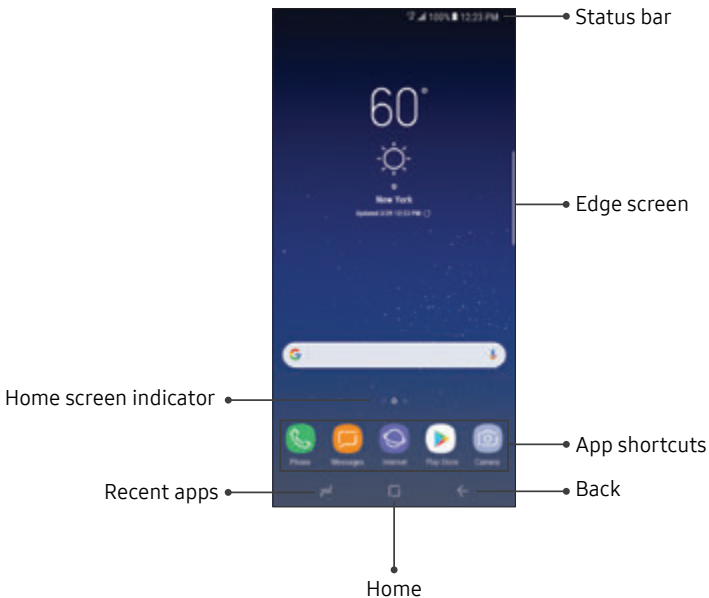 100% 12:23 PM
Status bar
60°
New York
Edge screen
Home screen indicator
Phone Messages Internet Play Store Camera
App shortcuts
Recent apps
Back
Home